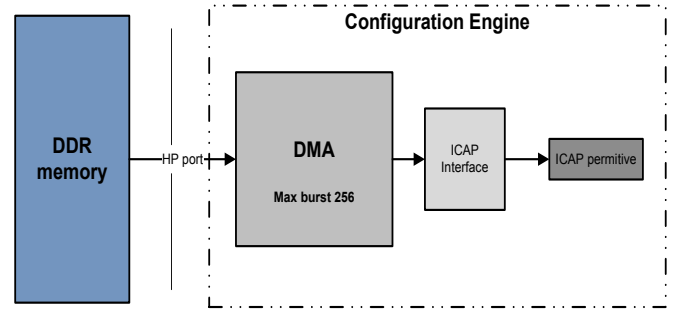 Configuration Engine
DDR
memory
HP port
DMA
Max burst 256
ICAP
Interface
ICAP permitive